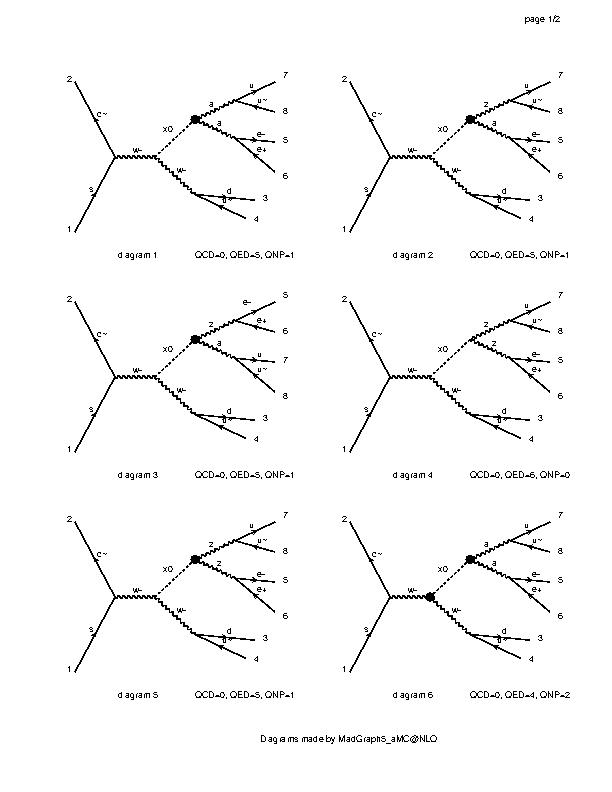 page 1/2
2 c~ s 1 w- x0 a u 7 u~ 8 a e- 5 e+ 6 w- d 3 u~ 4
diagram 1 QCD=0, QED=5, QNP=1
2 c~ s 1 w- x0 z u 7 u~ 8 a e- 5 e+ 6 w- d 3 u~ 4
diagram 2 QCD=0, QED=5, QNP=1
2 c~ s 1 w- x0 z e- 5 e+ 6 a u 7 u~ 8 w- d 3 u~ 4
diagram 3 QCD=0, QED=5, QNP=1
2 c~ s 1 w- x0 z u 7 u~ 8 z e- 5 e+ 6 w- d 3 u~ 4
diagram 4 QCD=0, QED=6, QNP=0
2 c~ s 1 w- x0 z u 7 u~ 8 z e- 5 e+ 6 w- d 3 u~ 4
diagram 5 QCD=0, QED=5, QNP=1
2 c~ s 1 w- x0 a u 7 u~ 8 a e- 5 e+ 6 w- d 3 u~ 4
diagram 6 QCD=0, QED=4, QNP=2
Diagrams made by MadGraph5_aMC@NLO